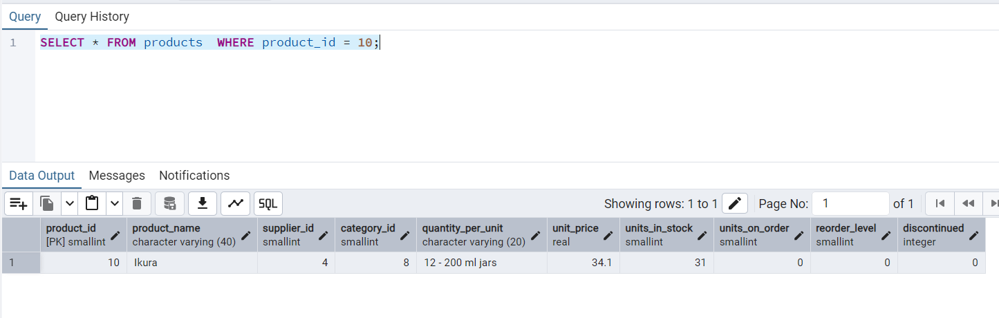 Query Query History
1 SELECT * FROM products  WHERE product_id = 10;
Data Output Messages Notifications
SQL Showing rows: 1 to 1 Page No: 1 of 1
product_id product_name supplier_id category_id quantity_per_unit unit_price units_in_stock units_on_order reorder_level discontinued
[PK] smallint character varying (40) smallint smallint character varying (20) real smallint smallint smallint integer
1 10 Ikura 4 8 12 - 200 ml jars 34.1 31 0 0 0